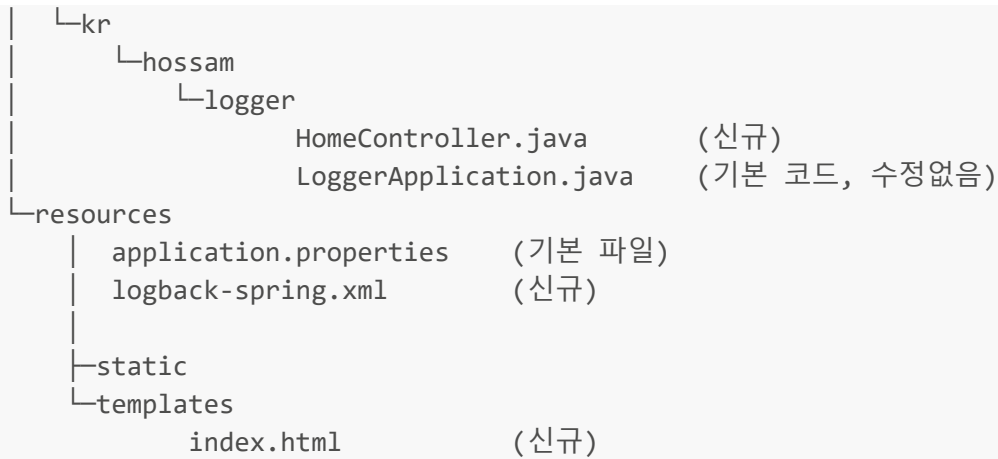 │  └─kr
│      └─hossam
│          └─logger
│                  HomeController.java      (신규)
│                  LoggerApplication.java   (기본 코드, 수정없음)
└─resources
    │  application.properties    (기본 파일)
    │  logback-spring.xml        (신규)
    │
    ├─static
    └─templates
            index.html           (신규)